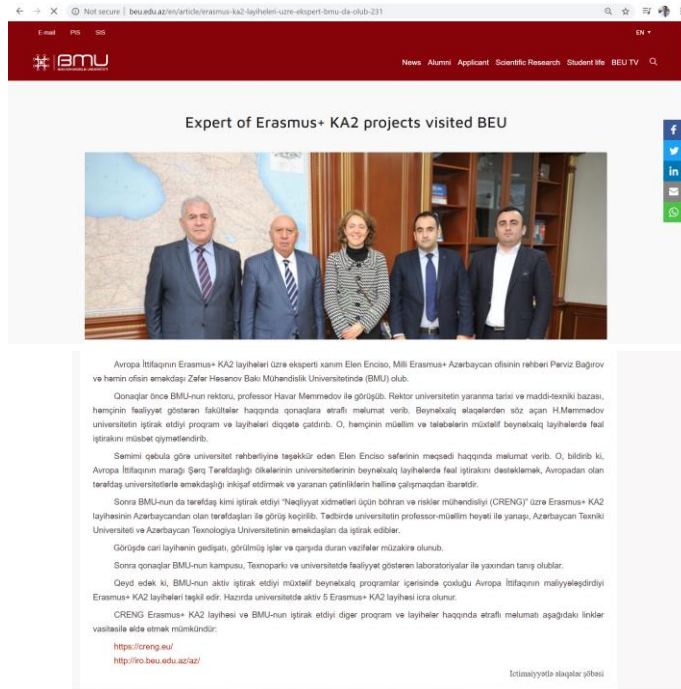 Not secure | beu.edu.az/en/article/erasmus-ka2-layiheleri-uzre-ekspert-bmu-da-olub-231
E-mail PIS SIS EN
BMU
News Alumni Applicant Scientific Research Student life BEU TV
Expert of Erasmus+ KA2 projects visited BEU
Avropa İttifaqının Erasmus+ KA2 layihələri üzrə eksperti xanım Elen Enciso, Milli Erasmus+ Azərbaycan ofisinin rəhbəri Pərviz Bağırov
və həmin ofisin əməkdaşı Zəfər Həsənov Bakı Mühəndislik Universitetində (BMU) olub.
Qonaqlar öncə BMU-nun rektoru, professor Havar Məmmədov ilə görüşüb. Rektor universitetin yaranma tarixi və maddi-texniki bazası,
həmçinin fəaliyyət göstərən fakültələr haqqında qonaqlara ətraflı məlumat verib. Beynəlxalq əlaqələrdən söz açan H.Məmmədov
universitetin iştirak etdiyi proqram və layihələri diqqətə çatdırıb. O, həmçinin müəllim və tələbələrin müxtəlif beynəlxalq layihələrdə fəal
iştirakını müsbət qiymətləndirib.
Səmimi qəbula görə universitet rəhbərliyinə təşəkkür edən Elen Enciso səfərinin məqsədi haqqında məlumat verib. O, bildirib ki,
Avropa İttifaqının marağı Şərq Tərəfdaşlığı ölkələrinin universitetlərinin beynəlxalq layihələrdə fəal iştirakını dəstəkləmək, Avropadan olan
tərəfdaş universitetlərlə əməkdaşlığı inkişaf etdirmək və yaranan çətinliklərin həllinə çalışmaqdan ibarətdir.
Sonra BMU-nun da tərəfdaş kimi iştirak etdiyi "Nəqliyyat xidmətləri üçün böhran və risklər mühəndisliyi (CRENG)" üzrə Erasmus+ KA2
layihəsinin Azərbaycandan olan tərəfdaşları ilə görüş keçirilib. Tədbirdə universitetin professor-müəllim heyəti ilə yanaşı, Azərbaycan Texniki
Universiteti və Azərbaycan Texnologiya Universitetinin əməkdaşları da iştirak ediblər.
Görüşdə cari layihənin gedişatı, görülmüş işlər və qarşıda duran vəzifələr müzakirə olunub.
Sonra qonaqlar BMU-nun kampusu, Texnoparkı və universitetdə fəaliyyət göstərən laboratoriyalar ilə yaxından tanış olublar.
Qeyd edək ki, BMU-nun aktiv iştirak etdiyi müxtəlif beynəlxalq proqramlar içərisində çoxluğu Avropa İttifaqının maliyyələşdirdiyi
Erasmus+ KA2 layihələri təşkil edir. Hazırda universitetdə aktiv 5 Erasmus+ KA2 layihəsi icra olunur.
CRENG Erasmus+ KA2 layihəsi və BMU-nun iştirak etdiyi digər proqram və layihələr haqqında ətraflı məlumatı aşağıdakı linklər
vasitəsilə əldə etmək mümkündür:
https://creng.eu/
http://iro.beu.edu.az/az/
İctimaiyyətlə əlaqələr şöbəsi